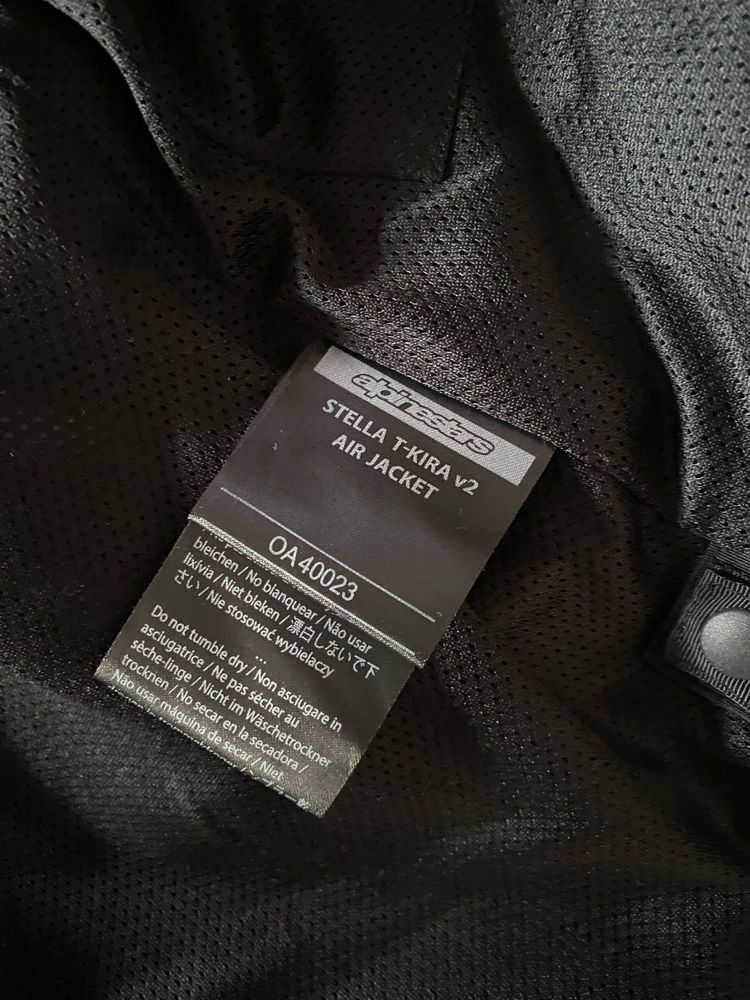 alpinestars
STELLA T-KIRA v2
AIR JACKET
OA40023
bleichen / No blanquear / Não usar
lixívia / Niet bleken / 漂白しないで下
さい / Nie stosować wybielaczy
...
Do not tumble dry / Non asciugare in
asciugatrice / Ne pas sécher au
sèche-linge / Nicht im Wäschetrockner
trocknen / No secar en la secadora /
Não usar máquina de secar / Niet